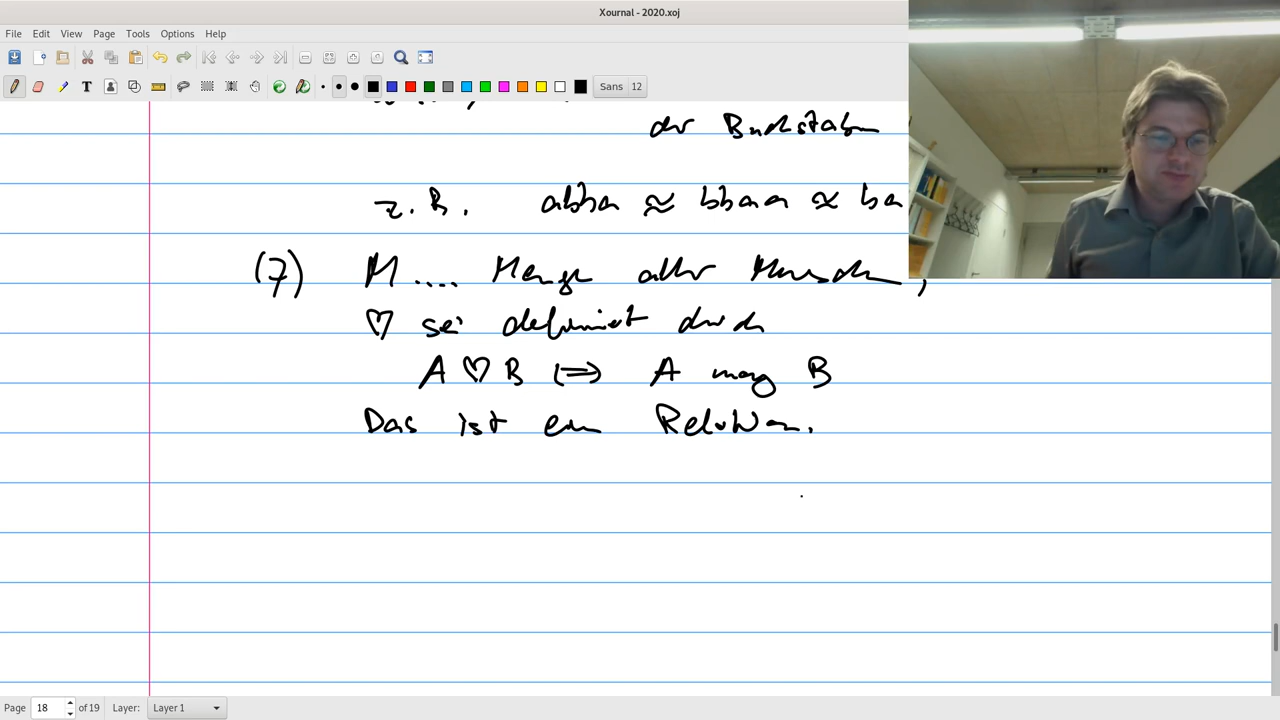 Xournal - 2020.xoj
File Edit View Page Tools Options Help
Sans 12
der Buchstaben
z.B. abba ≈ bbaa ≈ ba
(7) M .... Menge aller Menschen,
♡ sei definiert durch
A ♡ B ⟺ A mag B
Das ist ein Relation.
Page 18 of 19 Layer: Layer 1